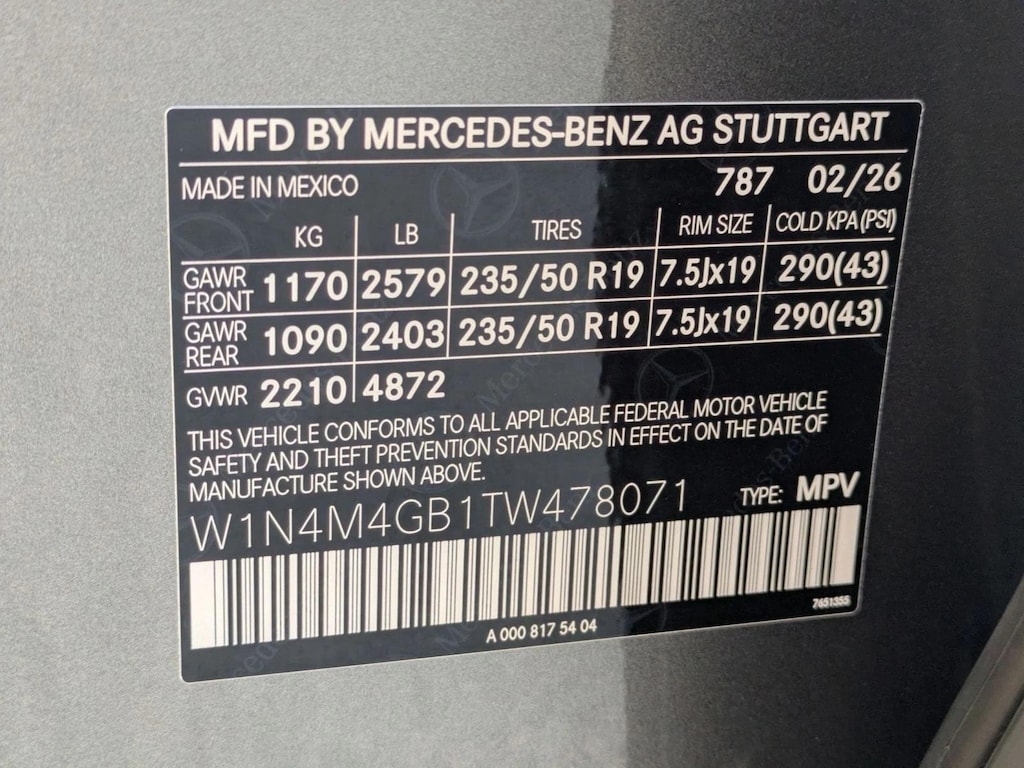 MFD BY MERCEDES-BENZ AG STUTTGART
MADE IN MEXICO 787 02/26
KG LB TIRES RIM SIZE COLD KPA(PSI)
GAWR FRONT 1170 2579 235/50 R19 7.5Jx19 290(43)
GAWR REAR 1090 2403 235/50 R19 7.5Jx19 290(43)
GVWR 2210 4872
THIS VEHICLE CONFORMS TO ALL APPLICABLE FEDERAL MOTOR VEHICLE
SAFETY AND THEFT PREVENTION STANDARDS IN EFFECT ON THE DATE OF
MANUFACTURE SHOWN ABOVE.
W1N4M4GB1TW478071 TYPE: MPV
7651355
A 000 817 54 04